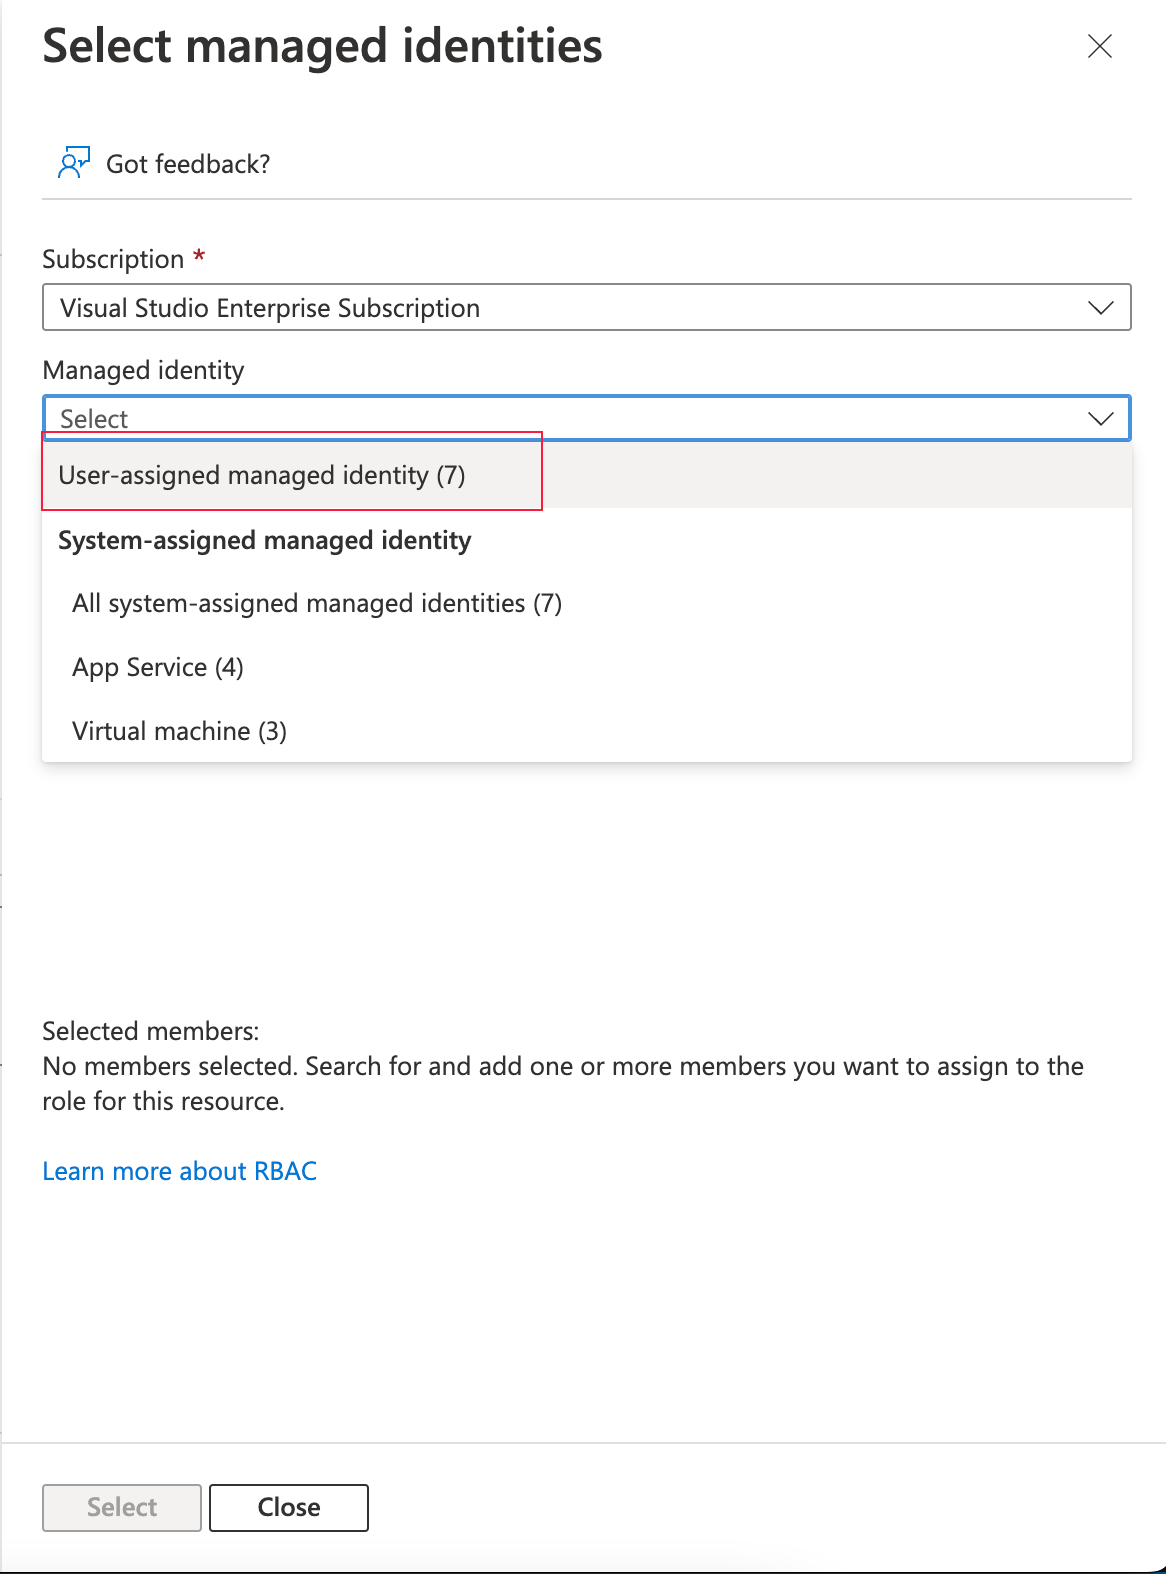 Select managed identities
Got feedback?
Subscription *
Visual Studio Enterprise Subscription
Managed identity
Select
User-assigned managed identity (7)
System-assigned managed identity
All system-assigned managed identities (7)
App Service (4)
Virtual machine (3)
Selected members:
No members selected. Search for and add one or more members you want to assign to the
role for this resource.
Learn more about RBAC
Select
Close